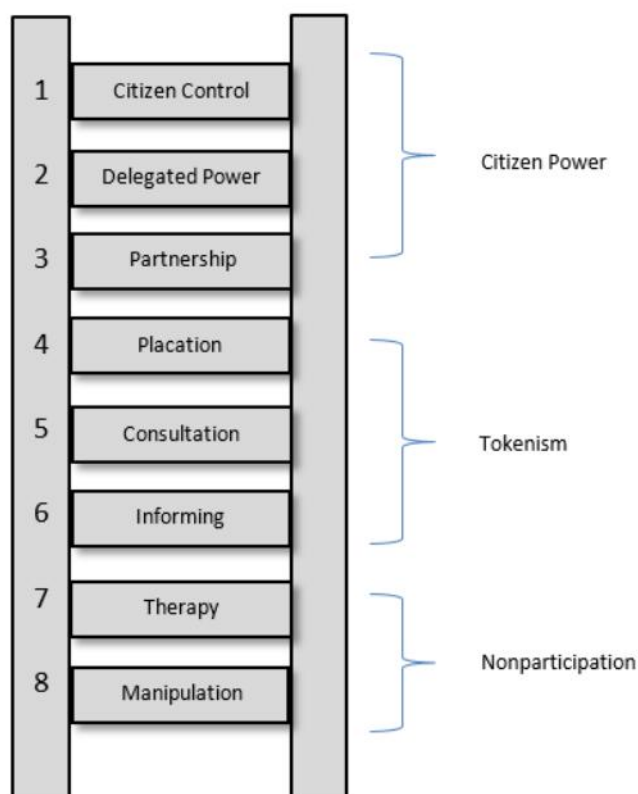 1 Citizen Control
2 Delegated Power
Citizen Power
3 Partnership
4 Placation
5 Consultation
Tokenism
6 Informing
7 Therapy
Nonparticipation
8 Manipulation